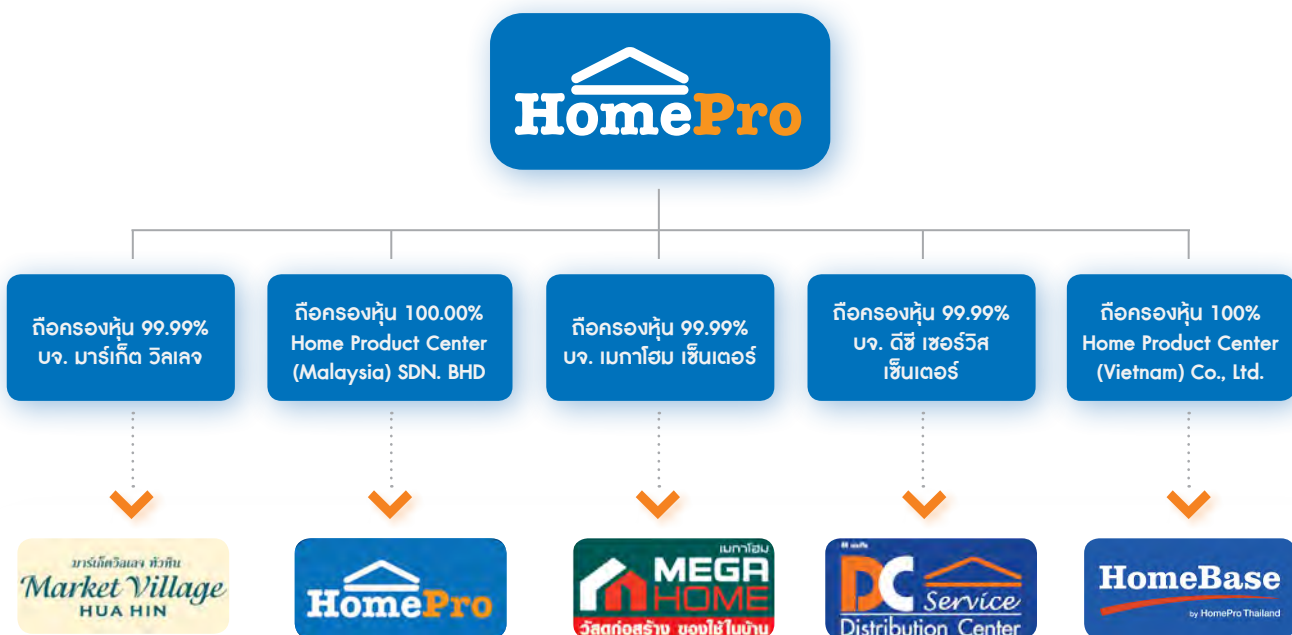 HomePro
ถือครองหุ้น 99.99%
บจ. มาร์เก็ต วิลเลจ
ถือครองหุ้น 100.00%
Home Product Center
(Malaysia) SDN. BHD
ถือครองหุ้น 99.99%
บจ. เมกาโฮม เซ็นเตอร์
ถือครองหุ้น 99.99%
บจ. ดีซี เซอร์วิส
เซ็นเตอร์
ถือครองหุ้น 100%
Home Product Center
(Vietnam) Co., Ltd.
มาร์เก็ตวิลเลจ หัวหิน
Market Village
HUA HIN
HomePro
เมกาโฮม
MEGA
HOME
วัสดุก่อสร้าง ของใช้ในบ้าน
DC Service
Distribution Center
HomeBase
by HomePro Thailand